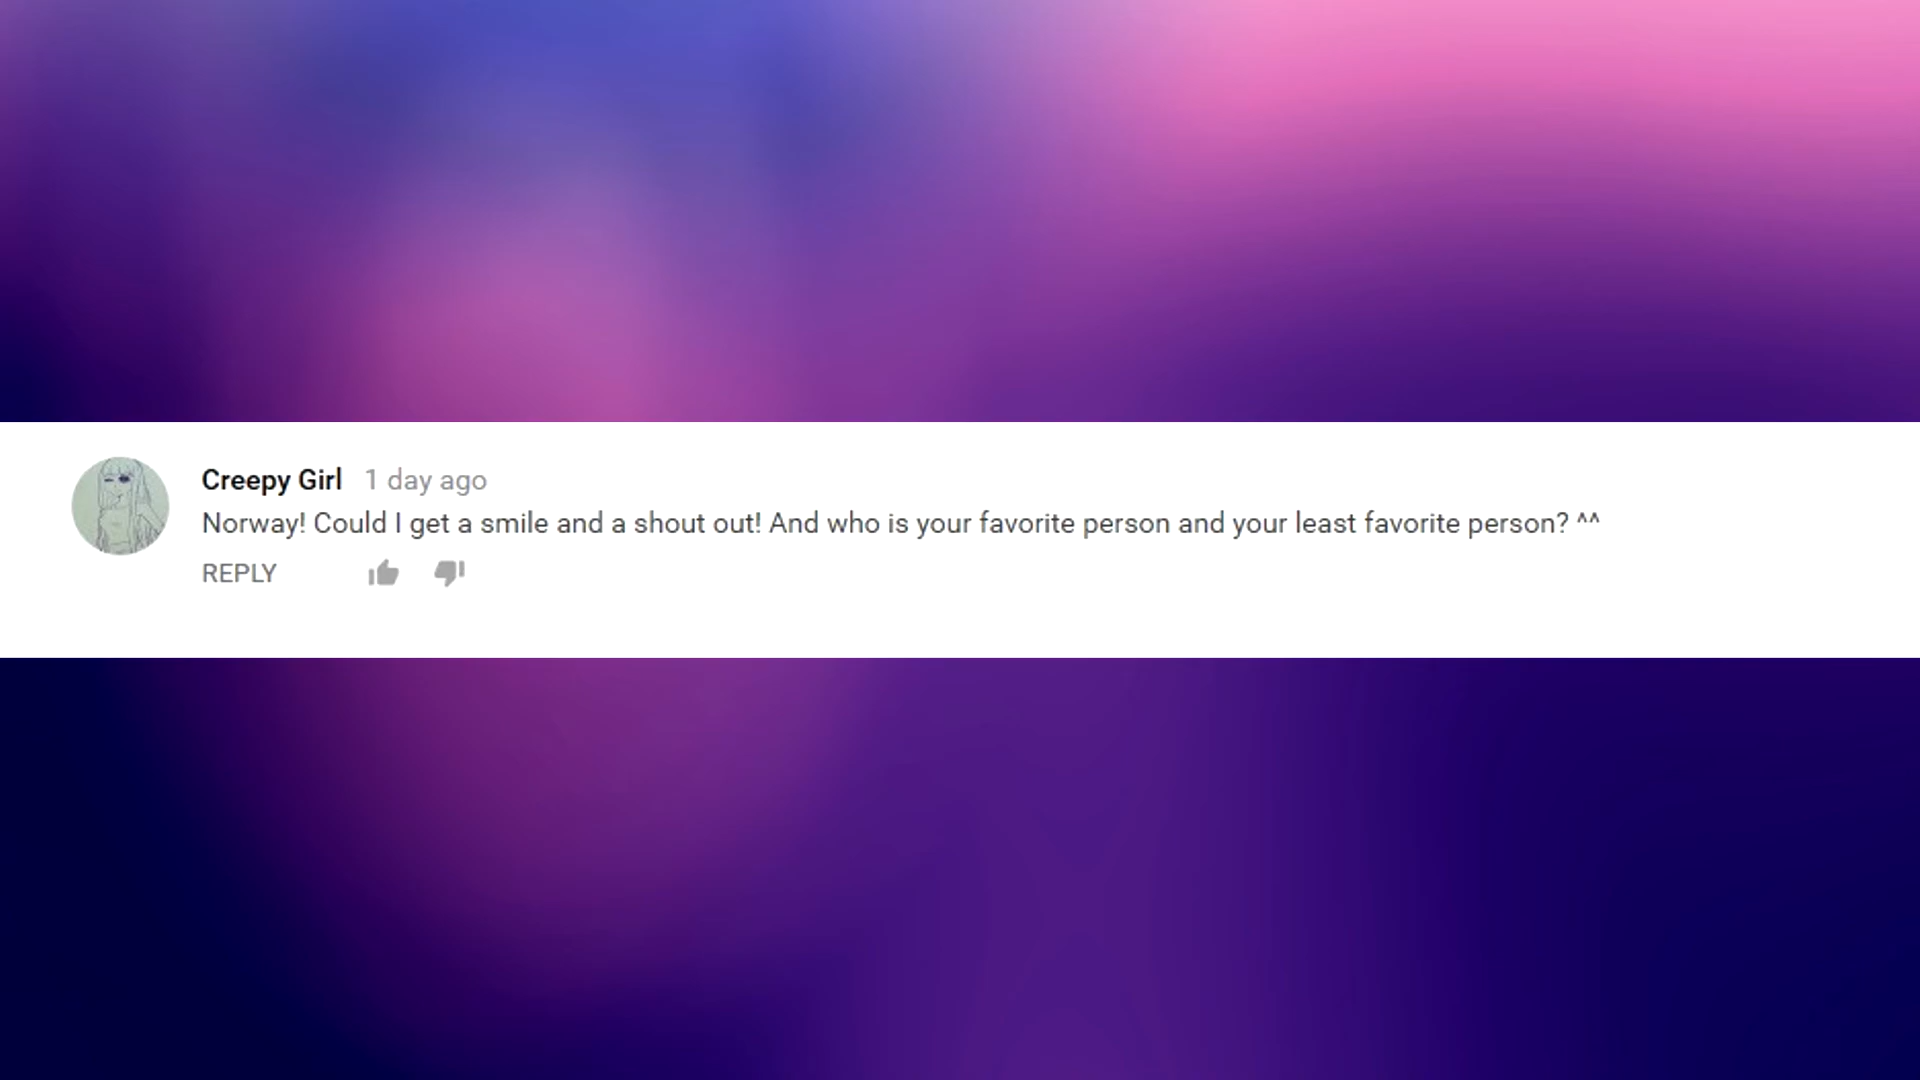 Creepy Girl 1 day ago
Norway! Could I get a smile and a shout out! And who is your favorite person and your least favorite person? ^^
REPLY